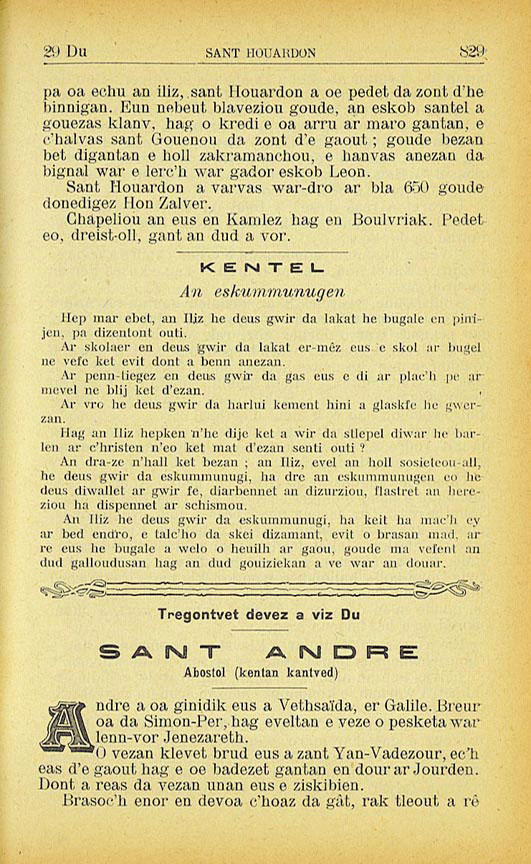 29 Du SANT HOUARDON 829
pa oa echu an iliz, sant Houardon a oe pedet da zont d'he
binnigan. Eun nebeut blaveziou goude, an eskob santel a
gouezas klanv, hag o kredi e oa arru ar maro gantan, e
c'halvas sant Gouenou da zont d'e gaout ; goude bezan
bet digantan e holl zakramanchou, e hanvas anezan da
bignal war e lerc'h war gador eskob Leon.
Sant Houardon a varvas war-dro ar bla 650 goude
donedigez Hon Zalver.
Chapeliou an eus en Kamlez hag en Boulvriak. Pedet
eo, dreist-oll, gant an dud a vor.
KENTEL
An eskummunugen
Hep mar ebet, an Iliz he deus gwir da lakat he bugale en pini-
jen, pa dizentont outi.
Ar skolaer en deus gwir da lakat er-mêz eus e skol ar bugel
ne vefe ket evit dont a benn anezan.
Ar penn-tiegez en deus gwir da gas eus e di ar plac'h pe ar
mevel ne blij ket d'ezan.
Ar vro he deus gwir da harlui kement hini a glaskfe he gwer-
zan.
Hag an Iliz hepken n'he dije ket a wir da stlepel diwar he bar-
len ar c'hristen n'eo ket mat d'ezan senti outi ?
An dra-ze n'hall ket bezan ; an Iliz, evel an holl sosieteou-all,
he deus gwir da eskummunugi, ha dre an eskummunugen eo he
deus diwallet ar gwir fe, diarbennet an dizurziou, flastret an here-
ziou ha dispennet ar schismou.
An Iliz he deus gwir da eskummunugi, ha keit ha mac'h ey
ar bed endro, e talc'ho da skei dizamant, evit o brasan mad, ar
re eus he bugale a welo o heuilh ar gaou, goude ma vefent an
dud galloudusan hag an dud gouiziekan a ve war an douar.
Tregontvet devez a viz Du
SANT ANDRE
Abostol (kentan kantved)
Andre a oa ginidik eus a Vethsaïda, er Galile. Breur
oa da Simon-Per, hag eveltan e veze o pesketa war
lenn-vor Jenezareth.
O vezan klevet brud eus a zant Yan-Vadezour, ec'h
eas d'e gaout hag e oe badezet gantan en dour ar Jourden.
Dont a reas da vezan unan eus e ziskibien.
Brasoc'h enor en devoa c'hoaz da gât, rak tleout a rê